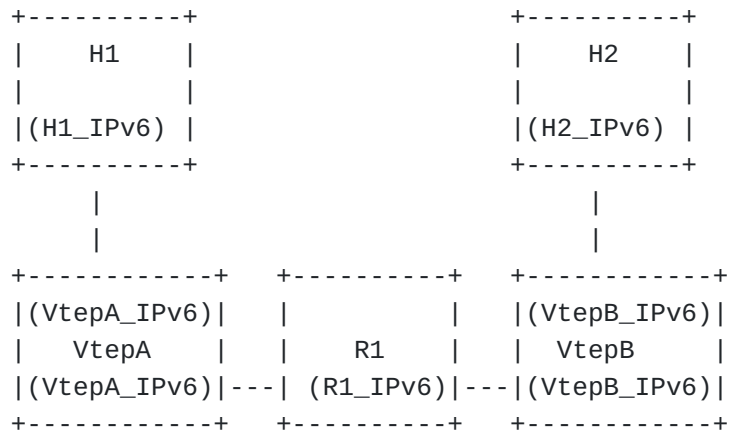 H1 H2
(H1_IPv6) (H2_IPv6)
(VtepA_IPv6) (VtepB_IPv6)
VtepA R1 VtepB
(VtepA_IPv6) (R1_IPv6) (VtepB_IPv6)